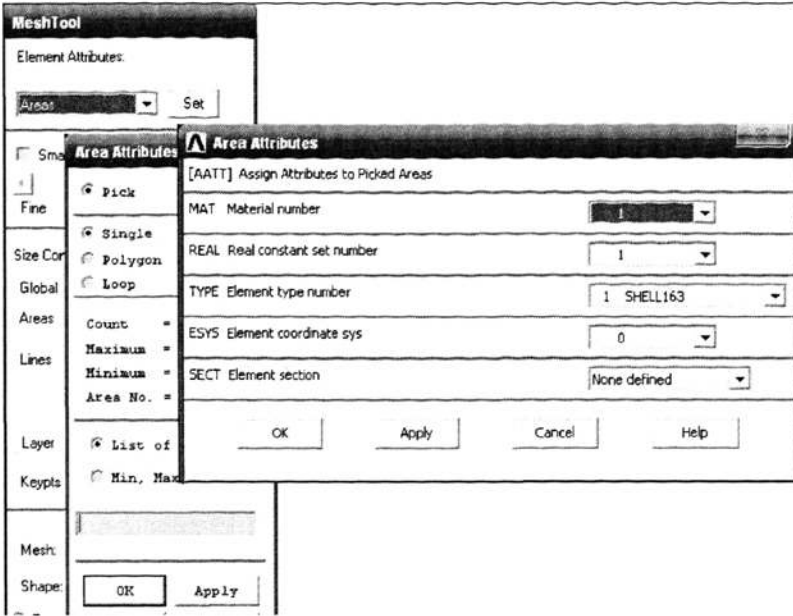 MeshTool
Element Attributes:
Areas
Set
Sma
Fine
Size Con
Global
Areas
Lines
Layer
Keypts
Mesh:
Shape:
Area Attributes
Pick
Single
Polygon
Loop
Count =
Maximum =
Minimum =
Area No. =
List of
Min, Max
OK
Apply
Area Attributes
[AATT] Assign Attributes to Picked Areas
MAT Material number 1
REAL Real constant set number 1
TYPE Element type number 1 SHELL163
ESYS Element coordinate sys 0
SECT Element section None defined
OK Apply Cancel Help